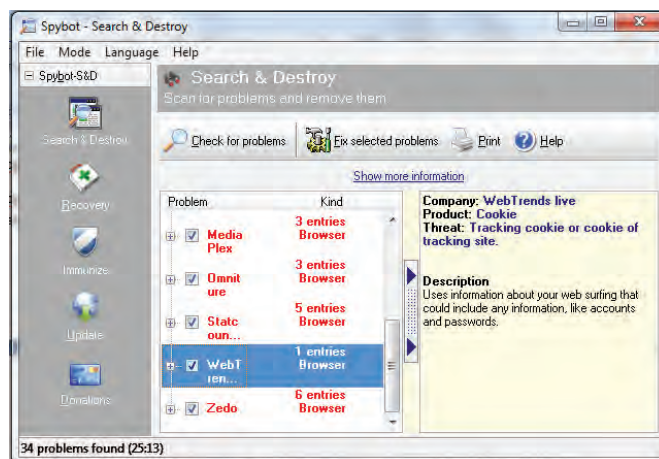 Spybot - Search & Destroy
File Mode Language Help
Spybot-S&D
Search & Destroy
Scan for problems and remove them
Search & Destroy
Check for problems Fix selected problems Print Help
Recovery
Show more information
Problem Kind
3 entries
Media Browser
Plex
3 entries
Omnit Browser
ure
5 entries
Statc Browser
oun...
1 entries
WebT Browser
ren...
6 entries
Zedo Browser
Company: WebTrends live
Product: Cookie
Threat: Tracking cookie or cookie of
tracking site.
Description
Uses information about your web surfing that
could include any information, like accounts
and passwords.
Immunize
Update
Donations
34 problems found (25:13)